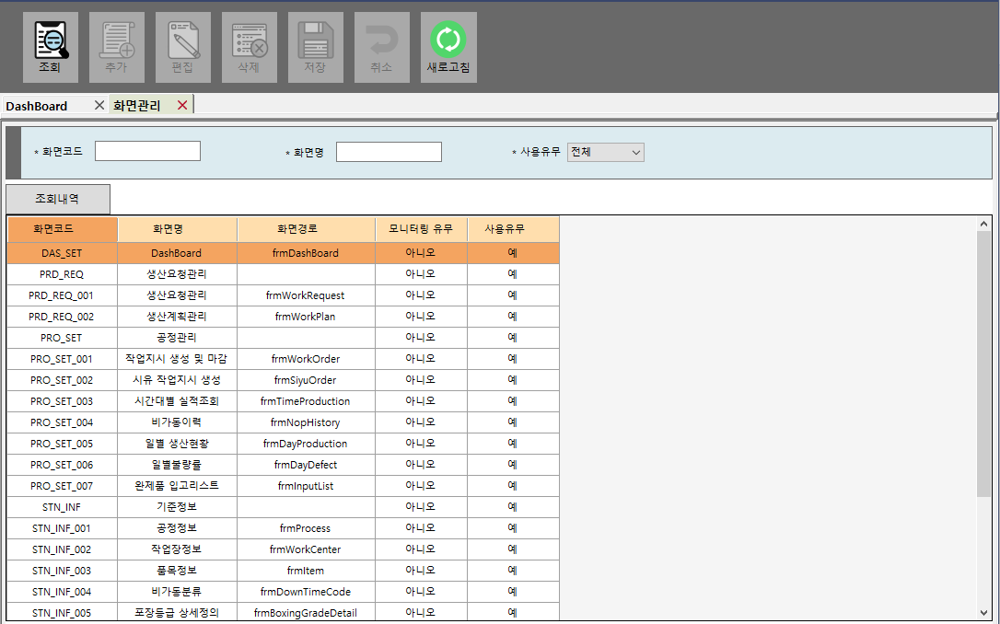 조회 추가 편집 삭제 저장 취소 새로고침
DashBoard 화면관리
* 화면코드 * 화면명 * 사용유무 전체
조회내역
화면코드 화면명 화면경로 모니터링 유무 사용유무
DAS_SET DashBoard frmDashBoard 아니오 예
PRD_REQ 생산요청관리 아니오 예
PRD_REQ_001 생산요청관리 frmWorkRequest 아니오 예
PRD_REQ_002 생산계획관리 frmWorkPlan 아니오 예
PRO_SET 공정관리 아니오 예
PRO_SET_001 작업지시 생성 및 마감 frmWorkOrder 아니오 예
PRO_SET_002 시유 작업지시 생성 frmSiyuOrder 아니오 예
PRO_SET_003 시간대별 실적조회 frmTimeProduction 아니오 예
PRO_SET_004 비가동이력 frmNopHistory 아니오 예
PRO_SET_005 일별 생산현황 frmDayProduction 아니오 예
PRO_SET_006 일별불량률 frmDayDefect 아니오 예
PRO_SET_007 완제품 입고리스트 frmInputList 아니오 예
STN_INF 기준정보 아니오 예
STN_INF_001 공정정보 frmProcess 아니오 예
STN_INF_002 작업장정보 frmWorkCenter 아니오 예
STN_INF_003 품목정보 frmItem 아니오 예
STN_INF_004 비가동분류 frmDownTimeCode 아니오 예
STN_INF_005 포장등급 상세정의 frmBoxingGradeDetail 아니오 예